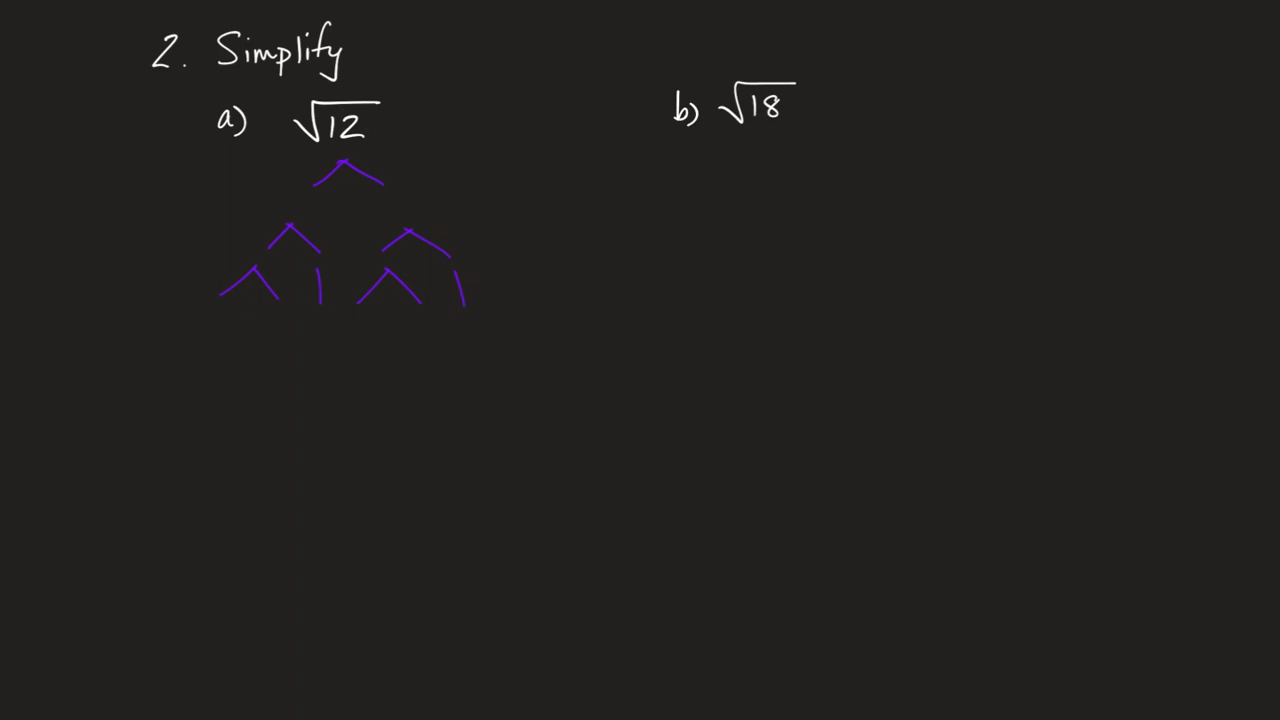 2. Simplify
a) √12
b) √18